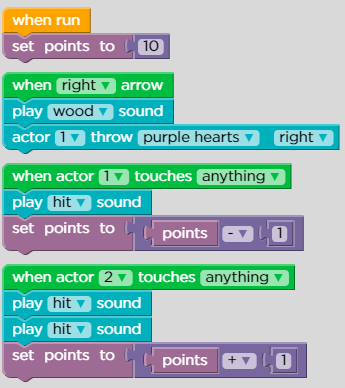 when run
set points to 10
when right ▼ arrow
play wood ▼ sound
actor 1 ▼ throw purple hearts ▼ right ▼
when actor 1 ▼ touches anything ▼
play hit ▼ sound
set points to points - ▼ 1
when actor 2 ▼ touches anything ▼
play hit ▼ sound
play hit ▼ sound
set points to points + ▼ 1